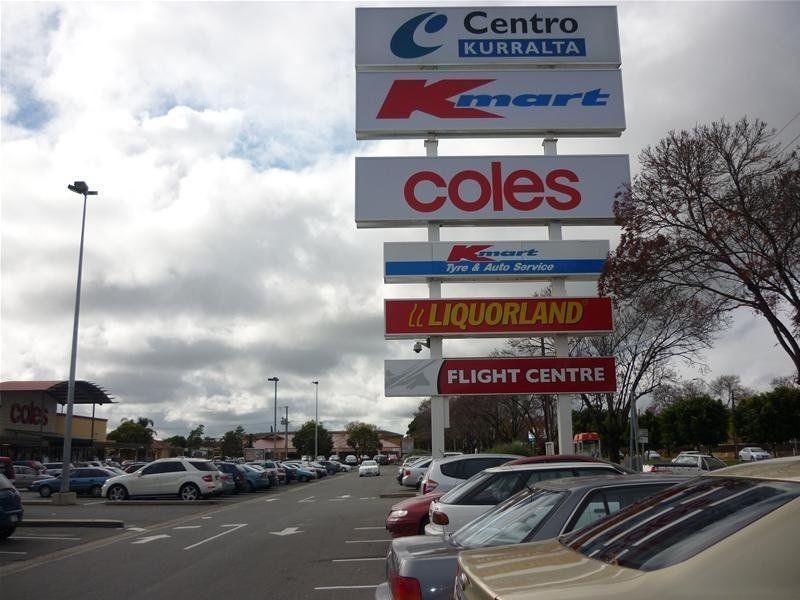 Centro
KURRALTA
Kmart
coles
Kmart
Tyre & Auto Service
LIQUORLAND
FLIGHT CENTRE
coles